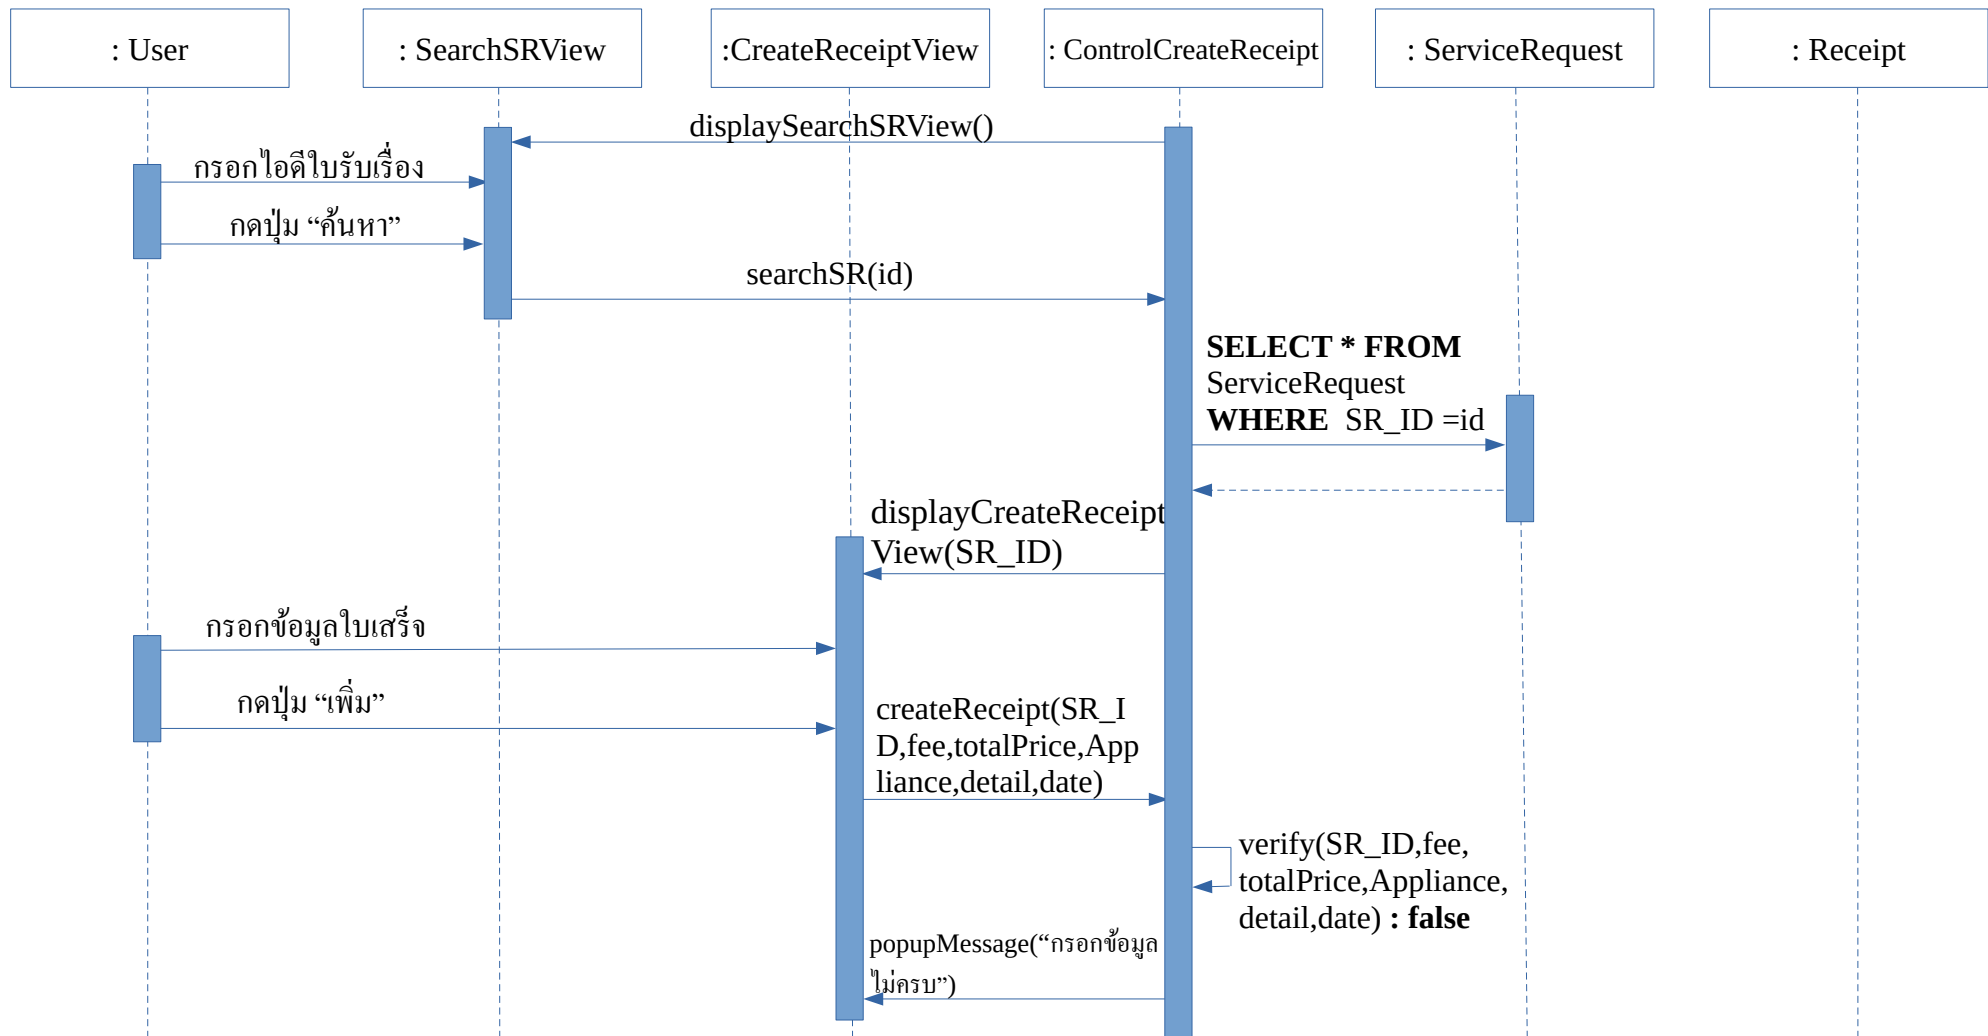 : User
: SearchSRView
:CreateReceiptView
: ControlCreateReceipt
: ServiceRequest
: Receipt
displaySearchSRView()
กรอกไอดีใบรับเรื่อง
กดปุ่ม “ค้นหา”
searchSR(id)
SELECT * FROM
ServiceRequest
WHERE SR_ID =id
displayCreateReceipt
View(SR_ID)
กรอกข้อมูลใบเสร็จ
กดปุ่ม “เพิ่ม”
createReceipt(SR_I
D,fee,totalPrice,App
liance,detail,date)
verify(SR_ID,fee,
totalPrice,Appliance,
detail,date) : false
popupMessage(“กรอกข้อมูล
ไม่ครบ”)